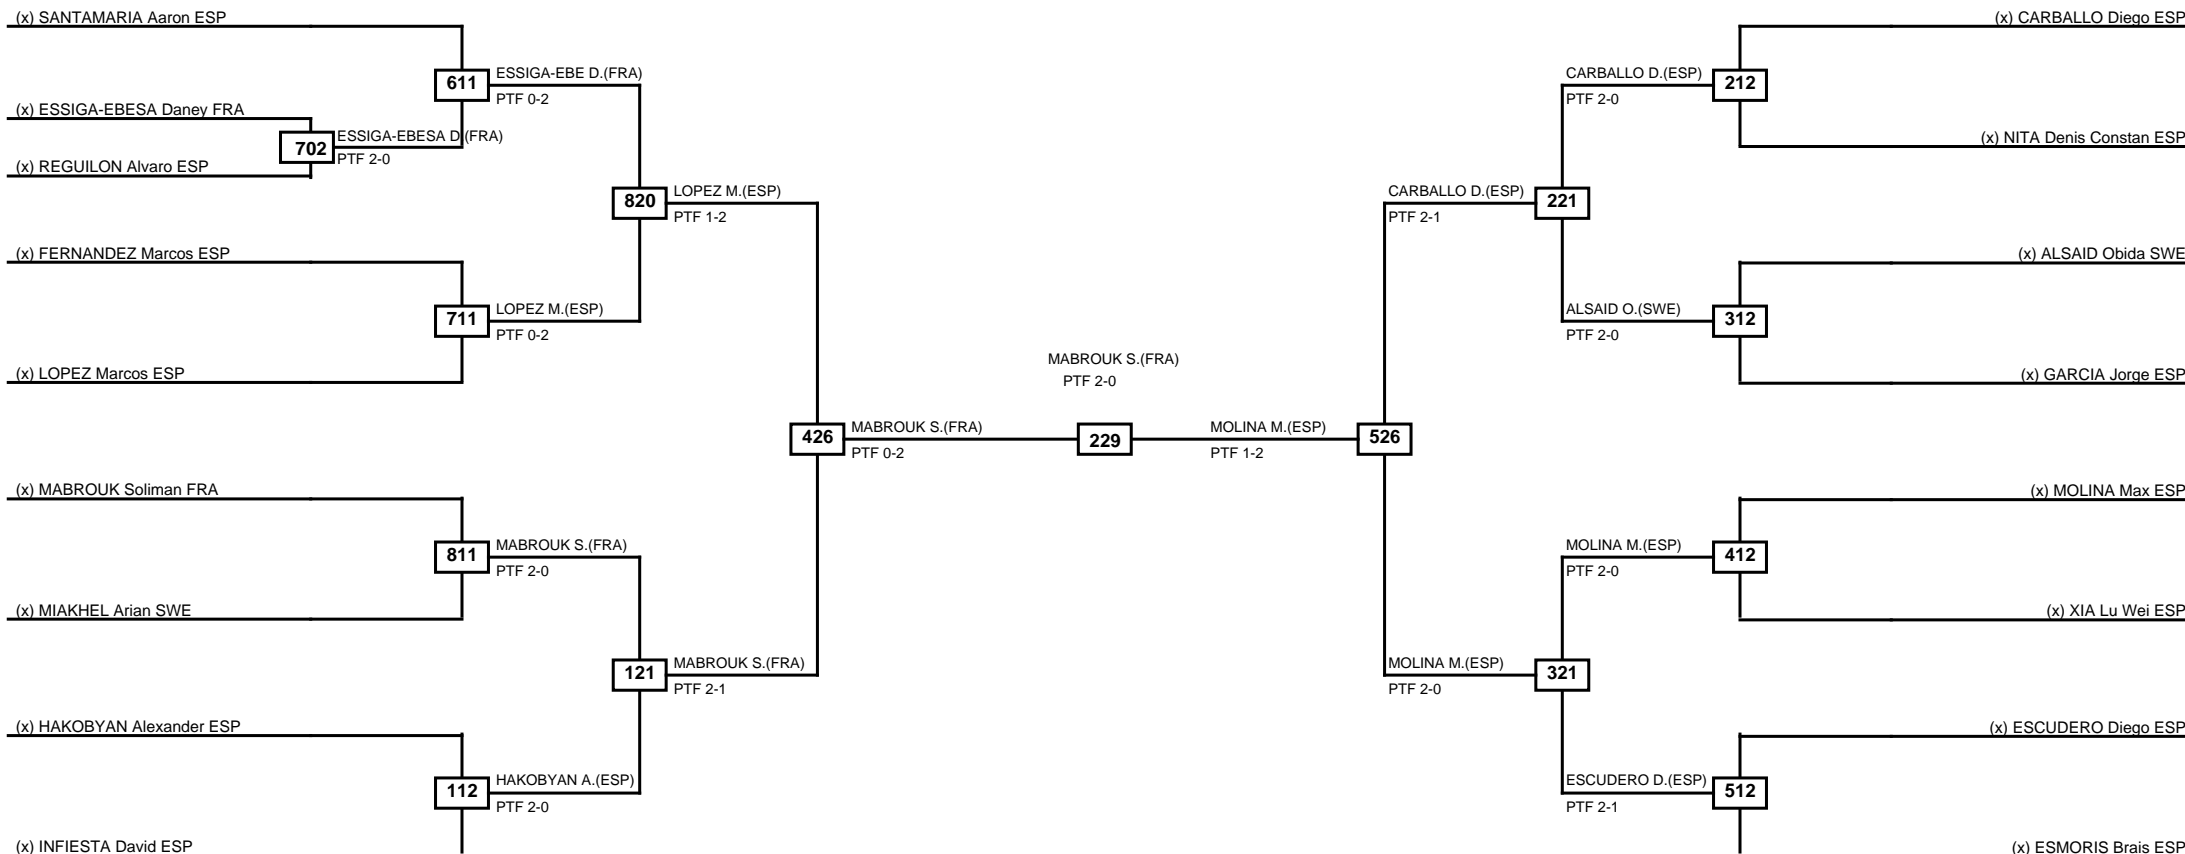 (x) SANTAMARIA Aaron ESP
(x) CARBALLO Diego ESP
611
ESSIGA-EBE D.(FRA)
PTF 0-2
CARBALLO D.(ESP)
PTF 2-0
212
(x) ESSIGA-EBESA Daney FRA
702
ESSIGA-EBESA D.(FRA)
PTF 2-0
(x) NITA Denis Constan ESP
(x) REGUILON Alvaro ESP
820
LOPEZ M.(ESP)
PTF 1-2
CARBALLO D.(ESP)
PTF 2-1
221
(x) FERNANDEZ Marcos ESP
(x) ALSAID Obida SWE
711
LOPEZ M.(ESP)
PTF 0-2
ALSAID O.(SWE)
PTF 2-0
312
MABROUK S.(FRA)
PTF 2-0
(x) LOPEZ Marcos ESP
(x) GARCIA Jorge ESP
426
MABROUK S.(FRA)
PTF 0-2
229
MOLINA M.(ESP)
PTF 1-2
526
(x) MABROUK Soliman FRA
(x) MOLINA Max ESP
811
MABROUK S.(FRA)
PTF 2-0
MOLINA M.(ESP)
PTF 2-0
412
(x) MIAKHEL Arian SWE
(x) XIA Lu Wei ESP
121
MABROUK S.(FRA)
PTF 2-1
MOLINA M.(ESP)
PTF 2-0
321
(x) HAKOBYAN Alexander ESP
(x) ESCUDERO Diego ESP
112
HAKOBYAN A.(ESP)
PTF 2-0
ESCUDERO D.(ESP)
PTF 2-1
512
(x) INFIESTA David ESP
(x) ESMORIS Brais ESP